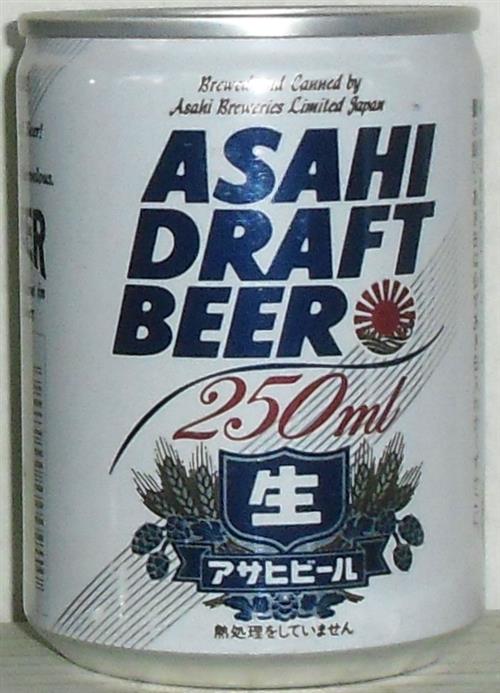 Brewed and Canned by
Asahi Breweries Limited Japan
ASAHI
DRAFT
BEER
250ml
生
アサヒビール
熱処理をしていません